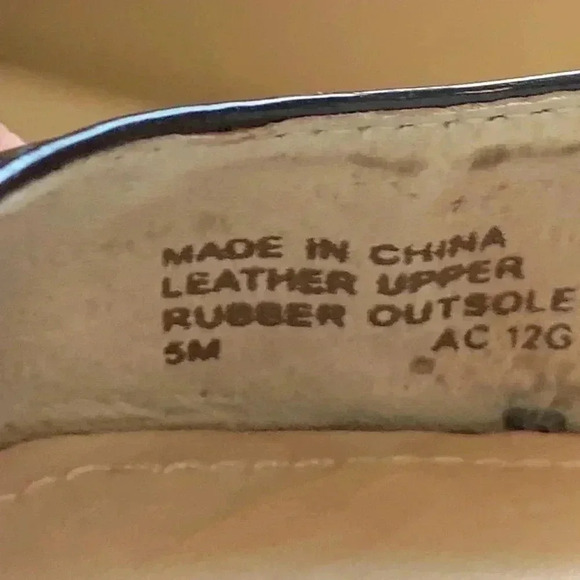 MADE IN CHINA
LEATHER UPPER
RUBBER OUTSOLE
5M AC 12G